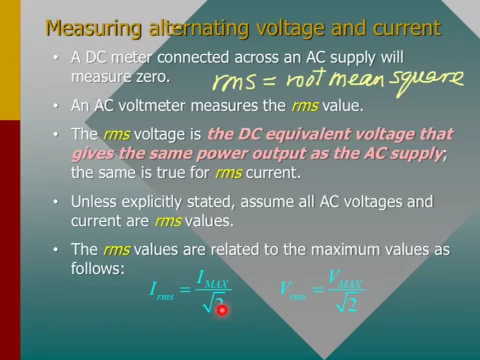 Measuring alternating voltage and current
• A DC meter connected across an AC supply will
measure zero.
rms = root mean square
• An AC voltmeter measures the rms value.
• The rms voltage is the DC equivalent voltage that
gives the same power output as the AC supply;
the same is true for rms current.
• Unless explicitly stated, assume all AC voltages and
current are rms values.
• The rms values are related to the maximum values as
follows:
I_rms = I_MAX / √2 V_rms = V_MAX / √2